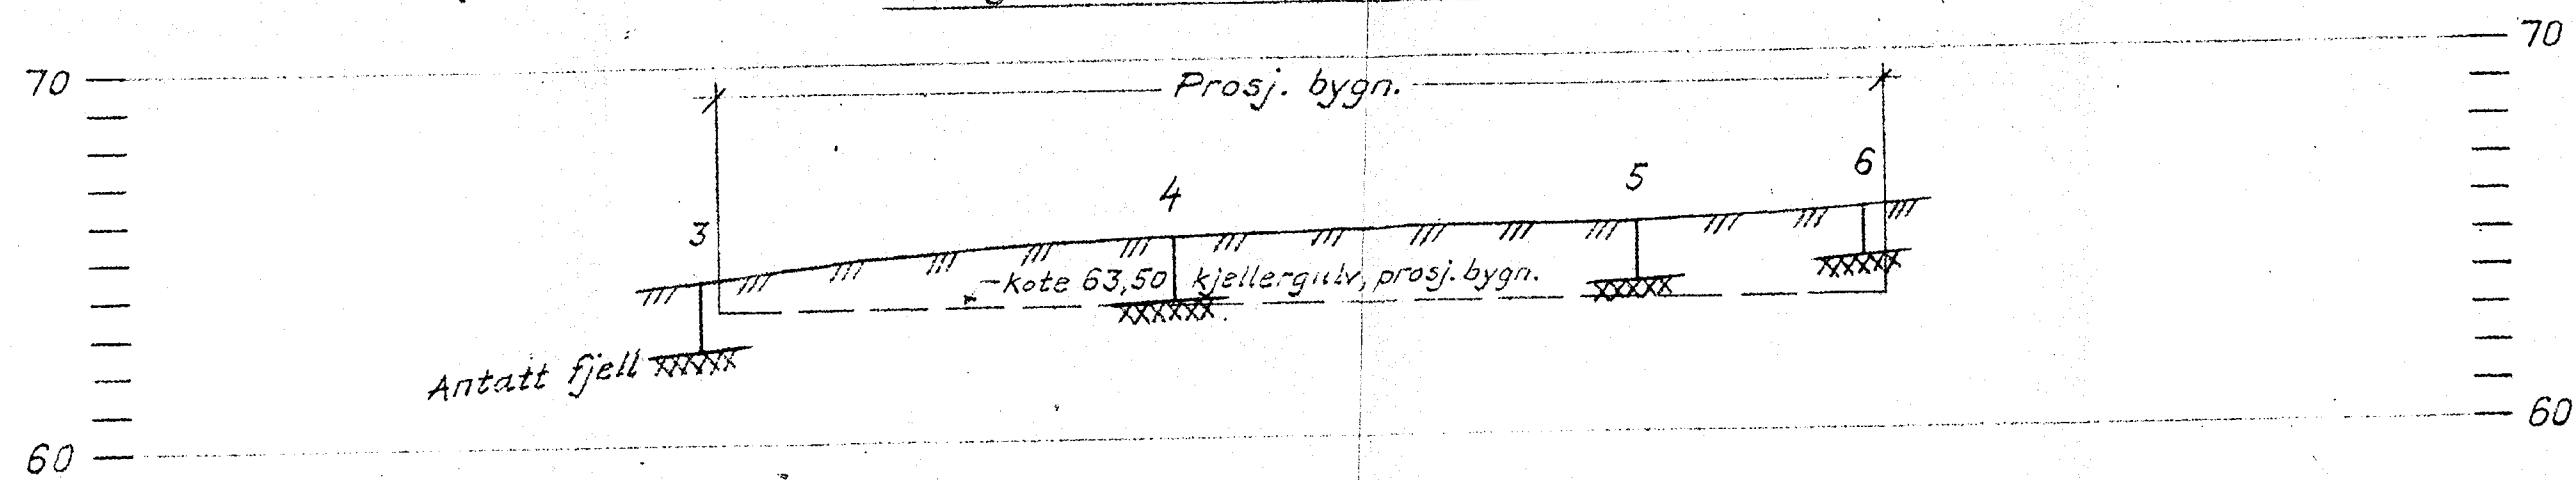 70
70
Prosj. bygn.
3
4
5
6
kote 63,50 kjellergulv, prosj. bygn.
Antatt fjell
60
60